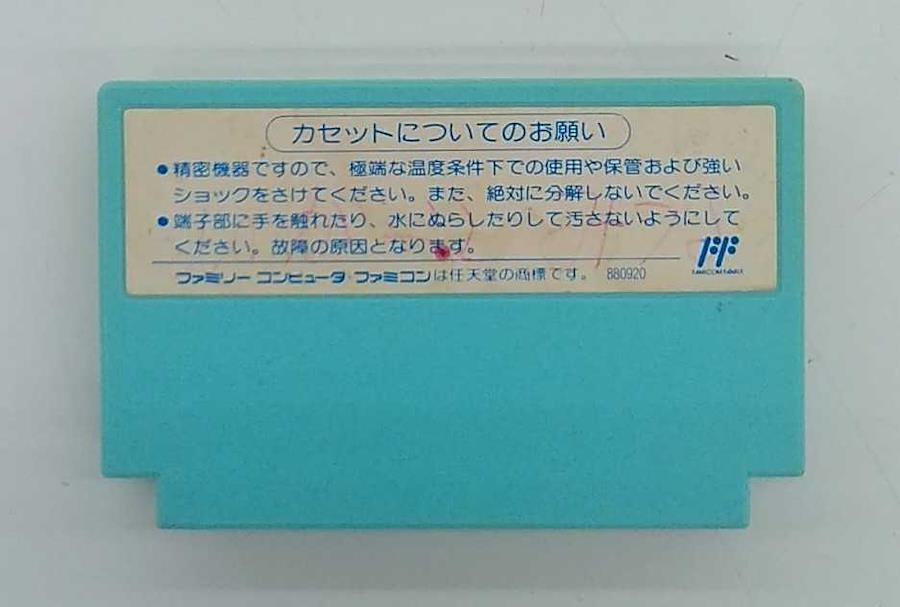 カセットについてのお願い
●精密機器ですので、極端な温度条件下での使用や保管および強い
ショックをさけてください。また、絶対に分解しないでください。
●端子部に手を触れたり、水にぬらしたりして汚さないようにして
ください。故障の原因となります。
ファミリーコンピュータ・ファミコンは任天堂の商標です。 880920
FF
FAMICOM FAMILY